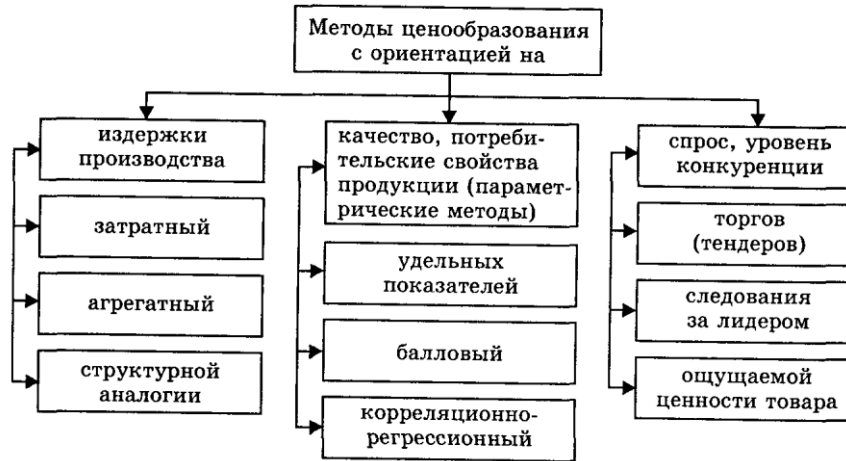 Методы ценообразования
с ориентацией на
издержки
производства
затратный
агрегатный
структурной
аналогии
качество, потреби-
тельские свойства
продукции (парамет-
рические методы)
удельных
показателей
балловый
корреляционно-
регрессионный
спрос, уровень
конкуренции
торгов
(тендеров)
следования
за лидером
ощущаемой
ценности товара